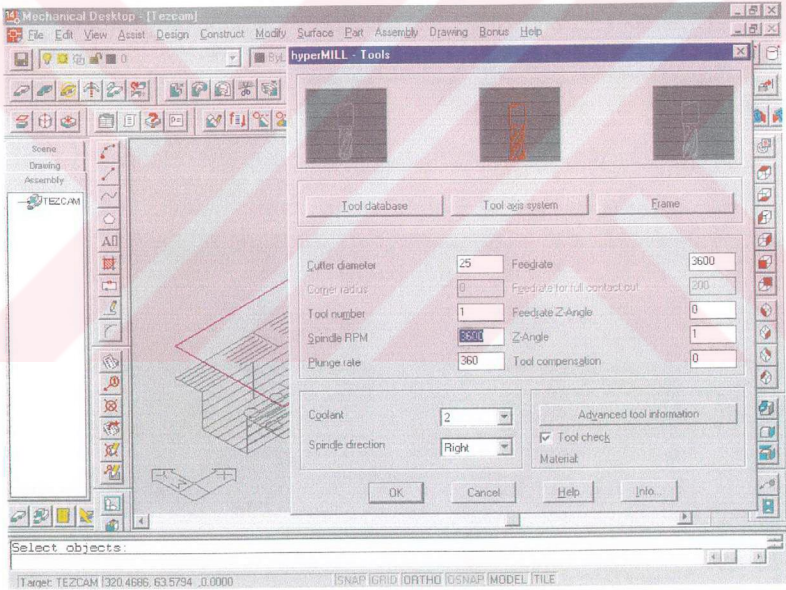 Mechanical Desktop - [Tezcam]
File Edit View Assist Design Construct Modify Surface Part Assembly Drawing Bonus Help
0
ByL
hyperMILL - Tools
Scene
Drawing
Assembly
TEZCAM
Tool database Tool axis system Frame
Cutter diameter 25 Feedrate 3600
Corner radius 0 Feedrate for full contact cut 200
Tool number 1 Feedrate Z-Angle 0
Spindle RPM 3600 Z-Angle 1
Plunge rate 360 Tool compensation 0
Coolant 2 Advanced tool information
Spindle direction Right Tool check
Material:
OK Cancel Help Info...
Select objects:
Target: TEZCAM 320.4686, 63.5794 ,0.0000 SNAP GRID ORTHO OSNAP MODEL TILE